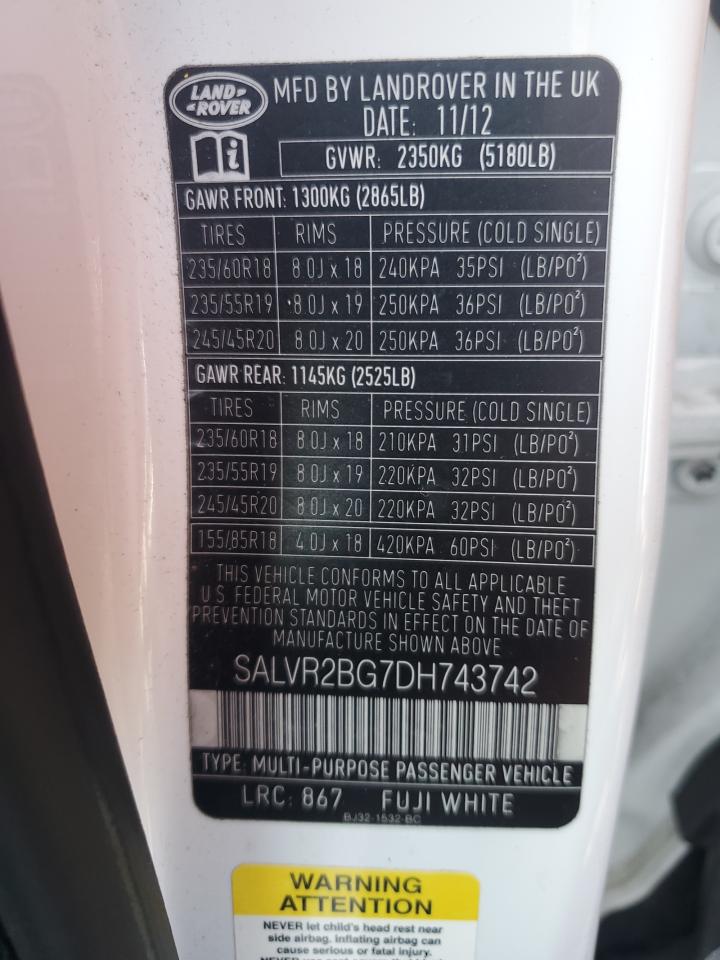 LAND ROVER
MFD BY LANDROVER IN THE UK
DATE: 11/12
GVWR: 2350KG (5180LB)
GAWR FRONT: 1300KG (2865LB)
TIRES RIMS PRESSURE (COLD SINGLE)
235/60R18 8.0J x 18 240KPA 35PSI (LB/PO²)
235/55R19 8.0J x 19 250KPA 36PSI (LB/PO²)
245/45R20 8.0J x 20 250KPA 36PSI (LB/PO²)
GAWR REAR: 1145KG (2525LB)
TIRES RIMS PRESSURE (COLD SINGLE)
235/60R18 8.0J x 18 210KPA 31PSI (LB/PO²)
235/55R19 8.0J x 19 220KPA 32PSI (LB/PO²)
245/45R20 8.0J x 20 220KPA 32PSI (LB/PO²)
155/85R18 4.0J x 18 420KPA 60PSI (LB/PO²)
THIS VEHICLE CONFORMS TO ALL APPLICABLE
U.S. FEDERAL MOTOR VEHICLE SAFETY AND THEFT
PREVENTION STANDARDS IN EFFECT ON THE DATE OF
MANUFACTURE SHOWN ABOVE
SALVR2BG7DH743742
TYPE: MULTI-PURPOSE PASSENGER VEHICLE
LRC: 867 FUJI WHITE
BJ32-1532-BC
WARNING
ATTENTION
NEVER let child's head rest near
side airbag. Inflating airbag can
cause serious or fatal injury.